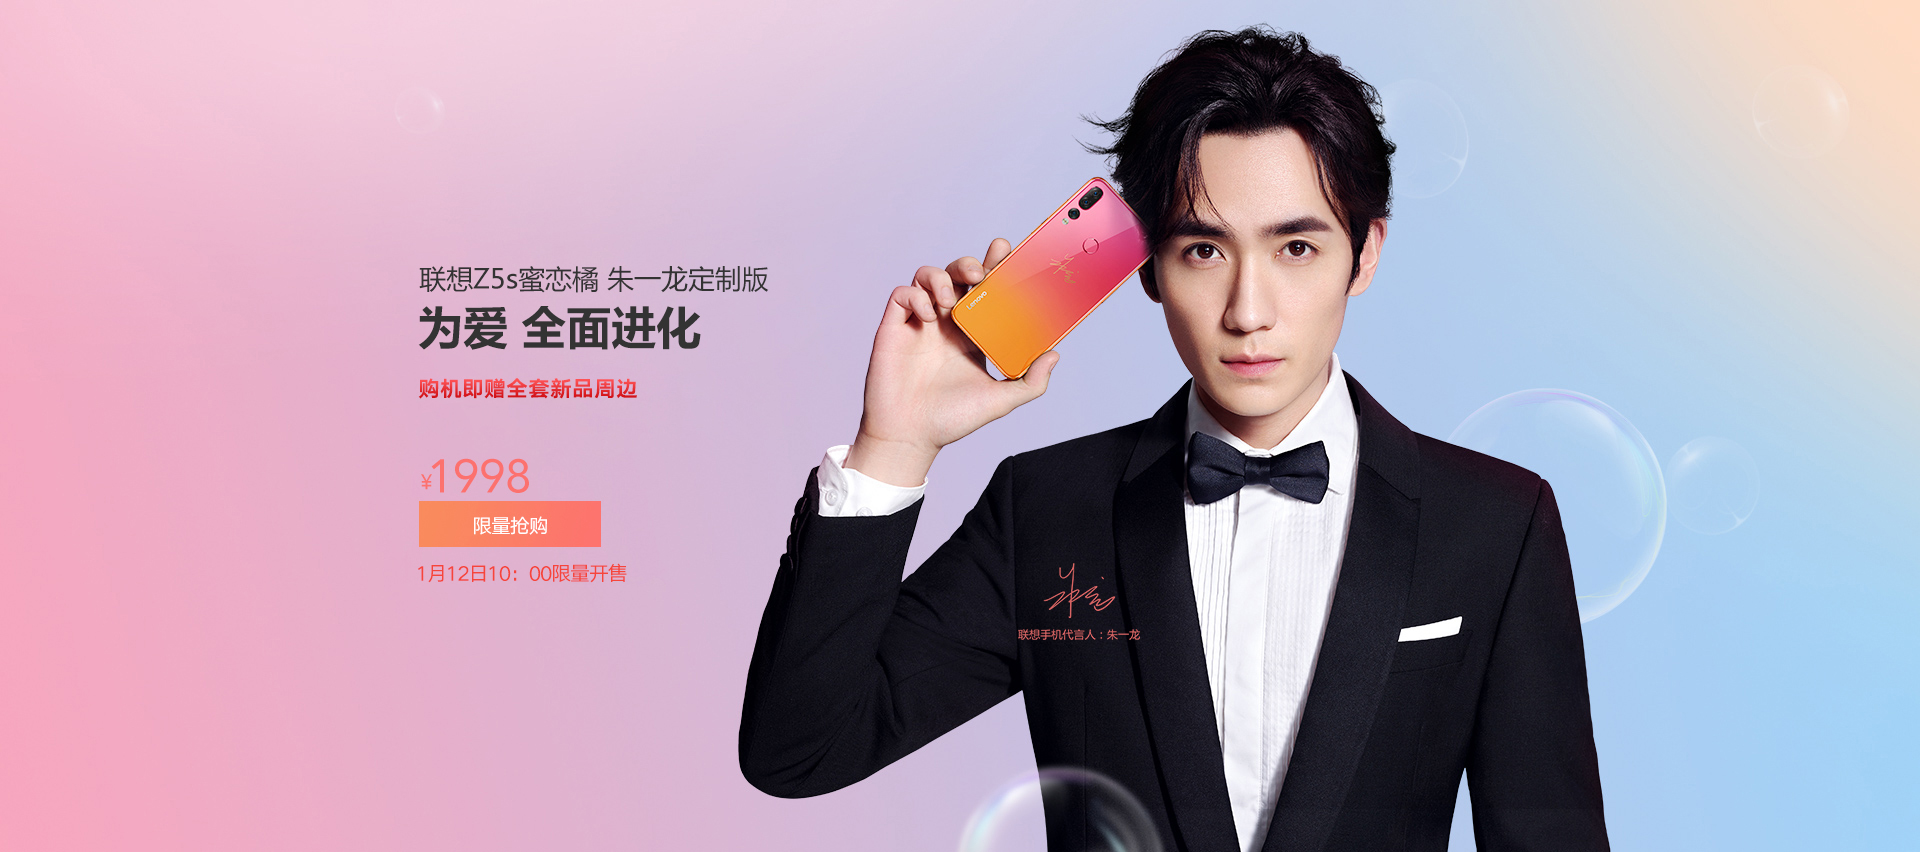 联想Z5s蜜恋橘 朱一龙定制版
为爱 全面进化
购机即赠全套新品周边
¥1998
限量抢购
1月12日10：00限量开售
Lenovo
联想手机代言人：朱一龙